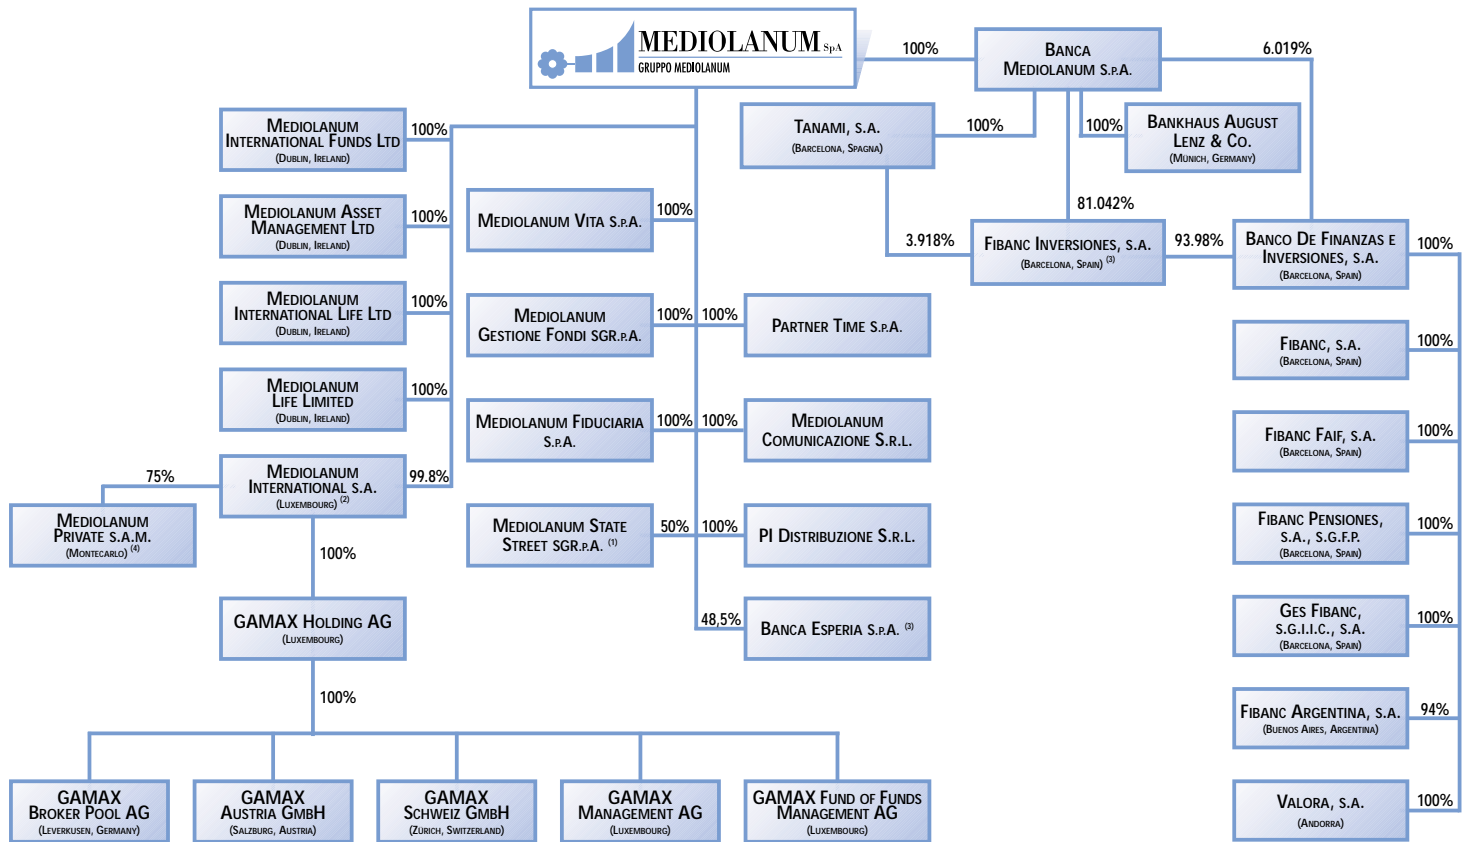 MEDIOLANUM SpA
GRUPPO MEDIOLANUM
100%
BANCA
MEDIOLANUM S.P.A.
6.019%
MEDIOLANUM
INTERNATIONAL FUNDS LTD
(DUBLIN, IRELAND)
100%
TANAMI, S.A.
(BARCELONA, SPAGNA)
100%
100%
BANKHAUS AUGUST
LENZ & CO.
(MÜNICH, GERMANY)
MEDIOLANUM ASSET
MANAGEMENT LTD
(DUBLIN, IRELAND)
100%
MEDIOLANUM VITA S.P.A.
100%
81.042%
3.918%
FIBANC INVERSIONES, S.A.
(BARCELONA, SPAIN) (3)
93.98%
BANCO DE FINANZAS E
INVERSIONES, S.A.
(BARCELONA, SPAIN)
100%
MEDIOLANUM
INTERNATIONAL LIFE LTD
(DUBLIN, IRELAND)
100%
MEDIOLANUM
GESTIONE FONDI SGR.P.A.
100%
100%
PARTNER TIME S.P.A.
FIBANC, S.A.
(BARCELONA, SPAIN)
100%
MEDIOLANUM
LIFE LIMITED
(DUBLIN, IRELAND)
100%
MEDIOLANUM FIDUCIARIA
S.P.A.
100%
100%
MEDIOLANUM
COMUNICAZIONE S.R.L.
FIBANC FAIF, S.A.
(BARCELONA, SPAIN)
100%
75%
MEDIOLANUM
INTERNATIONAL S.A.
(LUXEMBOURG) (2)
99.8%
MEDIOLANUM
PRIVATE S.A.M.
(MONTECARLO) (4)
MEDIOLANUM STATE
STREET SGR.P.A. (1)
50%
100%
PI DISTRIBUZIONE S.R.L.
FIBANC PENSIONES,
S.A., S.G.F.P.
(BARCELONA, SPAIN)
100%
100%
GAMAX HOLDING AG
(LUXEMBOURG)
48,5%
BANCA ESPERIA S.P.A. (3)
GES FIBANC,
S.G.I.I.C., S.A.
(BARCELONA, SPAIN)
100%
100%
FIBANC ARGENTINA, S.A.
(BUENOS AIRES, ARGENTINA)
94%
GAMAX
BROKER POOL AG
(LEVERKUSEN, GERMANY)
GAMAX
AUSTRIA GMBH
(SALZBURG, AUSTRIA)
GAMAX
SCHWEIZ GMBH
(ZÜRICH, SWITZERLAND)
GAMAX
MANAGEMENT AG
(LUXEMBOURG)
GAMAX FUND OF FUNDS
MANAGEMENT AG
(LUXEMBOURG)
VALORA, S.A.
(ANDORRA)
100%